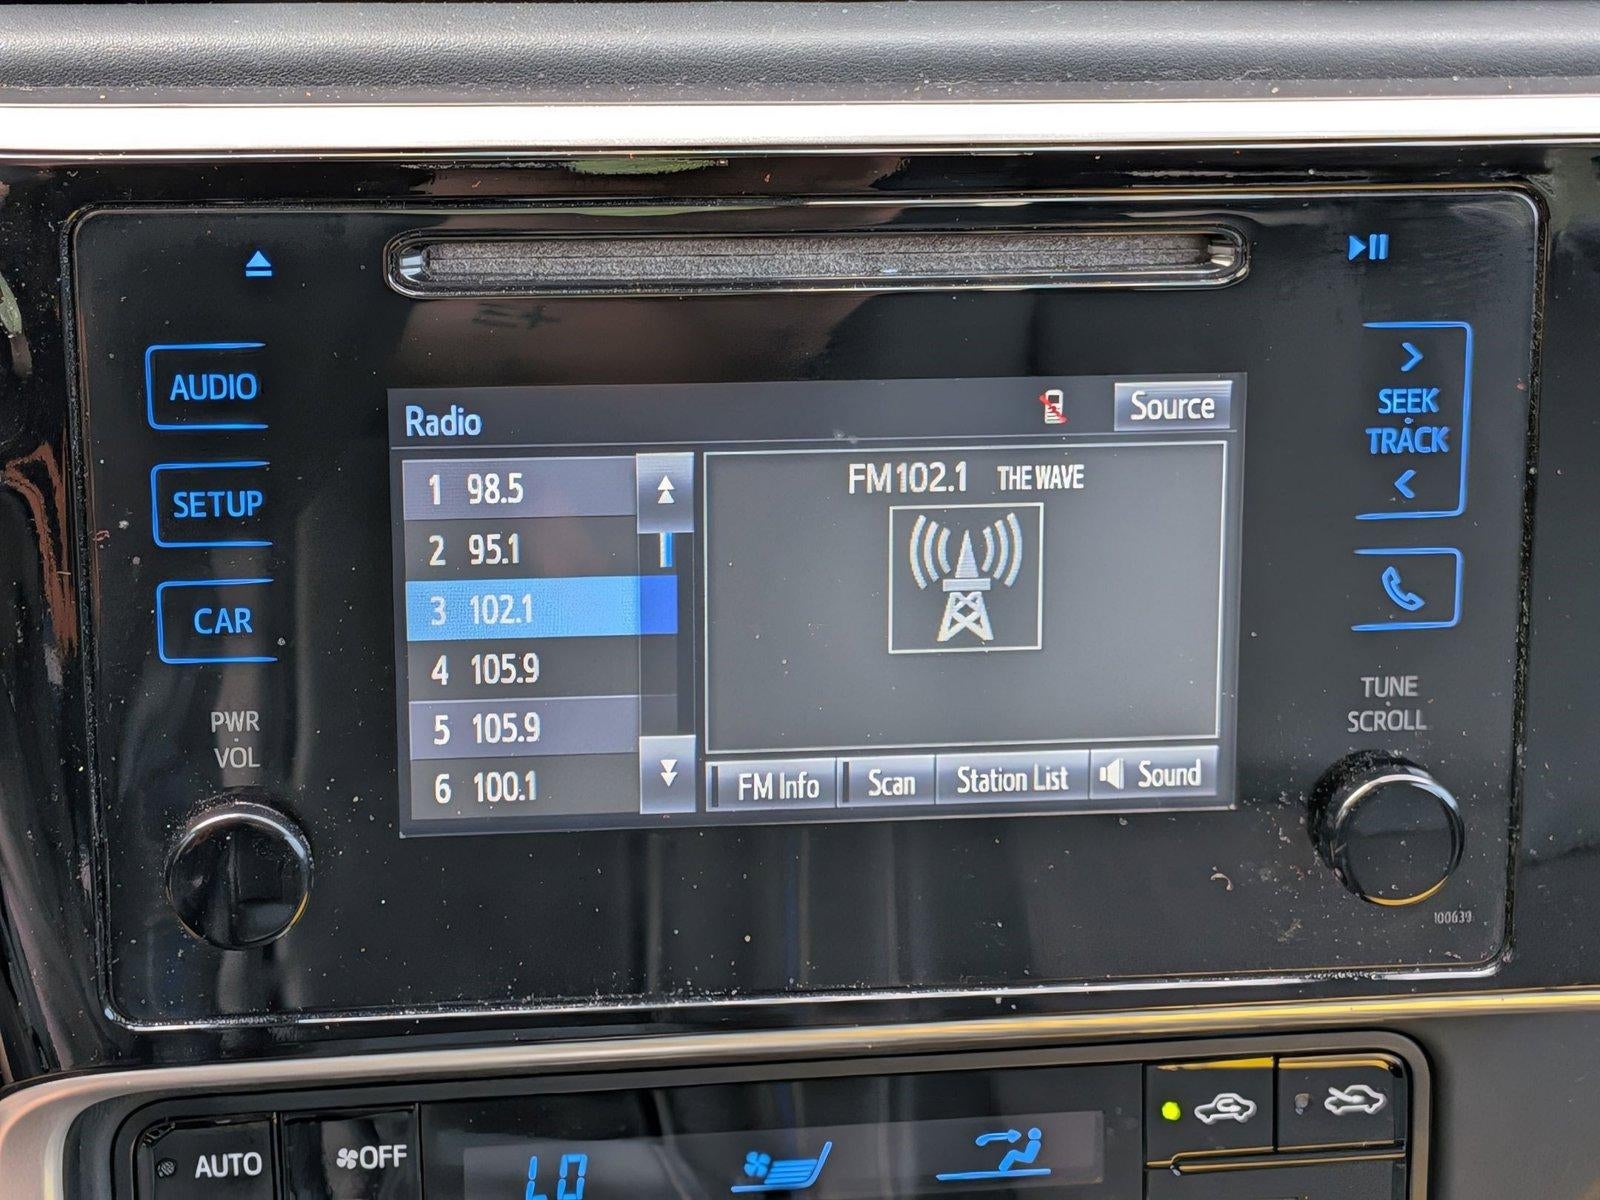 AUDIO
SETUP
CAR
PWR
VOL
Radio
Source
1 98.5
2 95.1
3 102.1
4 105.9
5 105.9
6 100.1
FM102.1 THE WAVE
FM Info
Scan
Station List
Sound
SEEK
TRACK
TUNE
SCROLL
100639
AUTO
OFF
LO